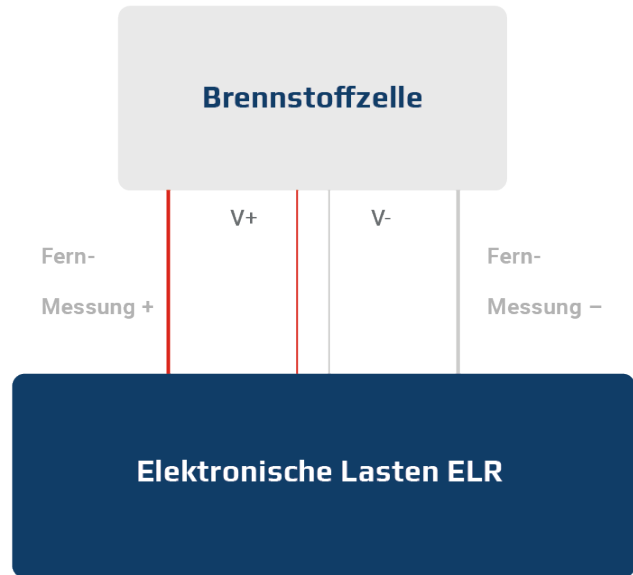 Brennstoffzelle
V+ V-
Fern- Fern-
Messung + Messung –
Elektronische Lasten ELR